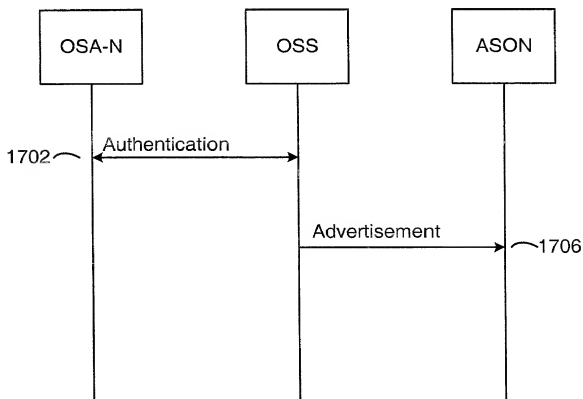 OSA-N
OSS
ASON
Authentication
1702
Advertisement
1706